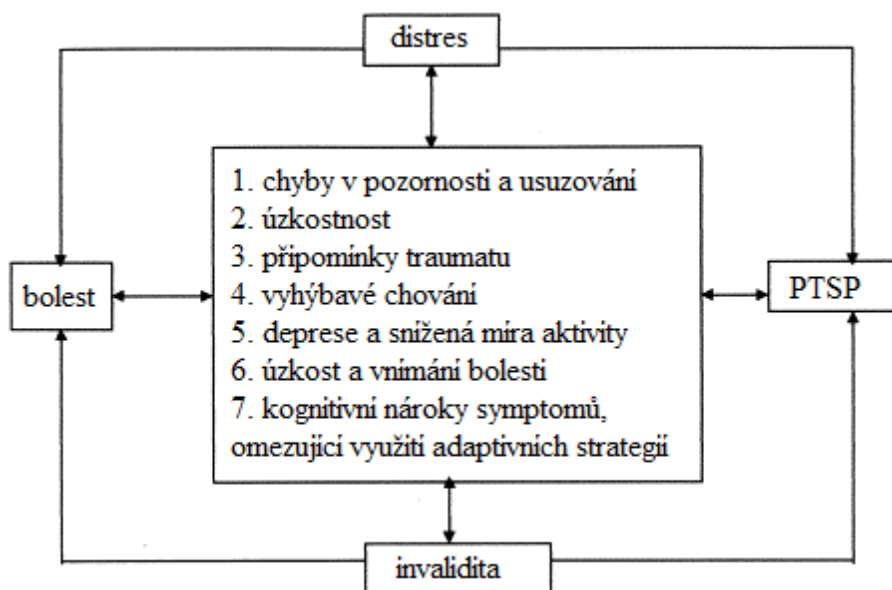 distres
1. chyby v pozornosti a usuzování
2. úzkostnost
3. připomínky traumatu
4. vyhýbavé chování
5. deprese a snížená míra aktivity
6. úzkost a vnímání bolesti
7. kognitivní nároky symptomů,
omezující využití adaptivních strategií
bolest
PTSP
invalidita